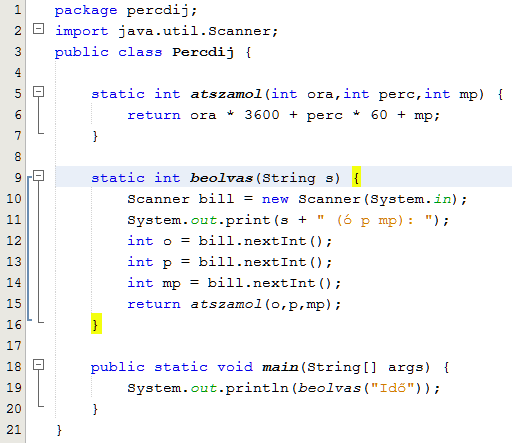 1 package percdij;
2 import java.util.Scanner;
3 public class Percdij {
4
5 static int atszamol(int ora,int perc,int mp) {
6 return ora * 3600 + perc * 60 + mp;
7 }
8
9 static int beolvas(String s) {
10 Scanner bill = new Scanner(System.in);
11 System.out.print(s + " (ó p mp): ");
12 int o = bill.nextInt();
13 int p = bill.nextInt();
14 int mp = bill.nextInt();
15 return atszamol(o,p,mp);
16 }
17
18 public static void main(String[] args) {
19 System.out.println(beolvas("Idő"));
20 }
21 }